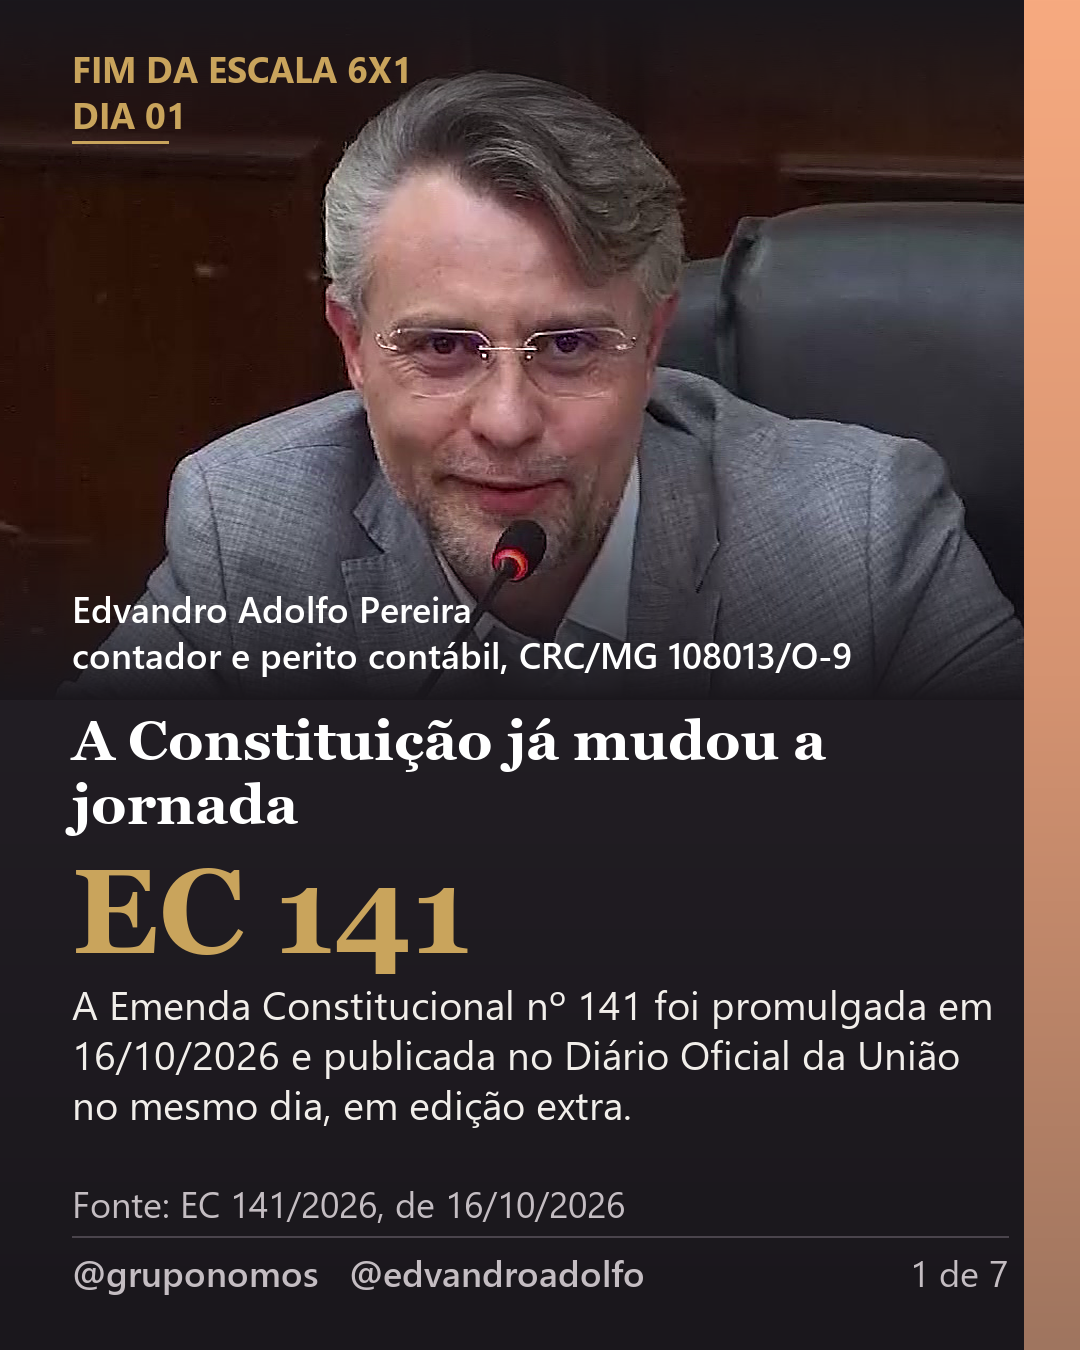 FIM DA ESCALA 6X1
DIA 01
Edvandro Adolfo Pereira
contador e perito contábil, CRC/MG 108013/O-9
A Constituição já mudou a
jornada
EC 141
A Emenda Constitucional nº 141 foi promulgada em
16/10/2026 e publicada no Diário Oficial da União
no mesmo dia, em edição extra.
Fonte: EC 141/2026, de 16/10/2026
@gruponomos @edvandroadolfo 1 de 7